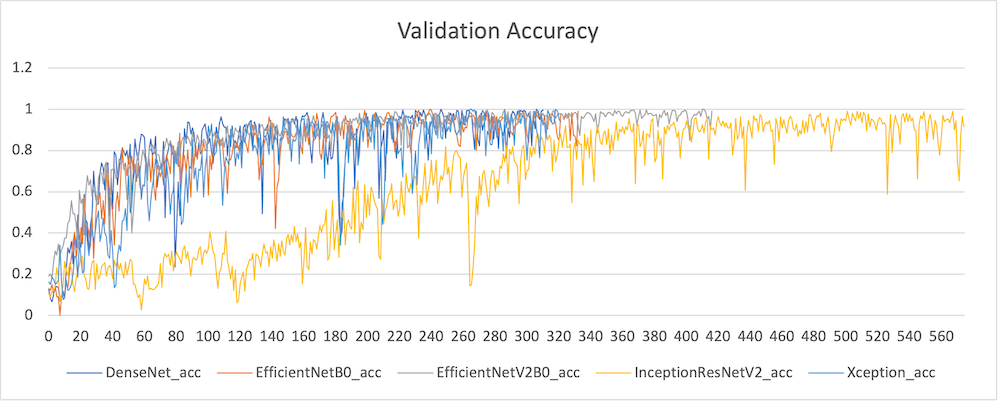 Validation Accuracy
1.2
1
0.8
0.6
0.4
0.2
0
0 20 40 60 80 100 120 140 160 180 200 220 240 260 280 300 320 340 360 380 400 420 440 460 480 500 520 540 560
DenseNet_acc EfficientNetB0_acc EfficientNetV2B0_acc InceptionResNetV2_acc Xception_acc